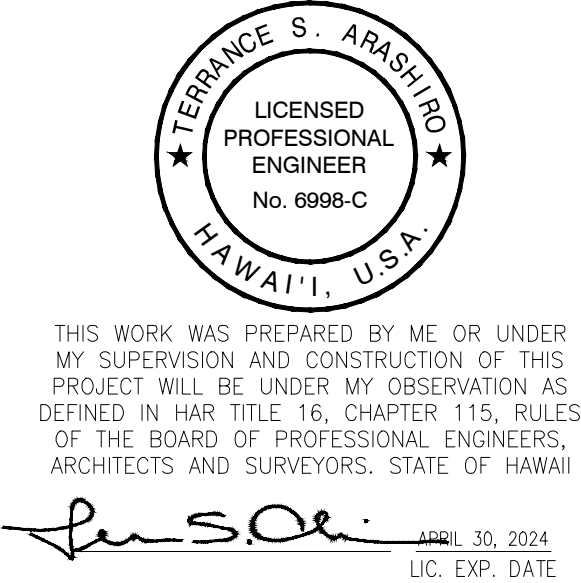 TERRANCE S. ARASHIRO
LICENSED
PROFESSIONAL
ENGINEER
No. 6998-C
HAWAI'I, U.S.A.
THIS WORK WAS PREPARED BY ME OR UNDER
MY SUPERVISION AND CONSTRUCTION OF THIS
PROJECT WILL BE UNDER MY OBSERVATION AS
DEFINED IN HAR TITLE 16, CHAPTER 115, RULES
OF THE BOARD OF PROFESSIONAL ENGINEERS,
ARCHITECTS AND SURVEYORS. STATE OF HAWAII
APRIL 30, 2024
LIC. EXP. DATE